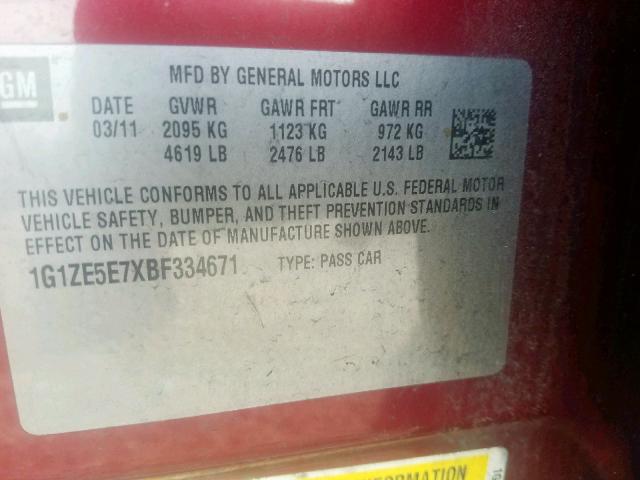 GM
MFD BY GENERAL MOTORS LLC
DATE GVWR GAWR FRT GAWR RR
03/11 2095 KG 1123 KG 972 KG
4619 LB 2476 LB 2143 LB
THIS VEHICLE CONFORMS TO ALL APPLICABLE U.S. FEDERAL MOTOR
VEHICLE SAFETY, BUMPER, AND THEFT PREVENTION STANDARDS IN
EFFECT ON THE DATE OF MANUFACTURE SHOWN ABOVE.
1G1ZE5E7XBF334671 TYPE: PASS CAR